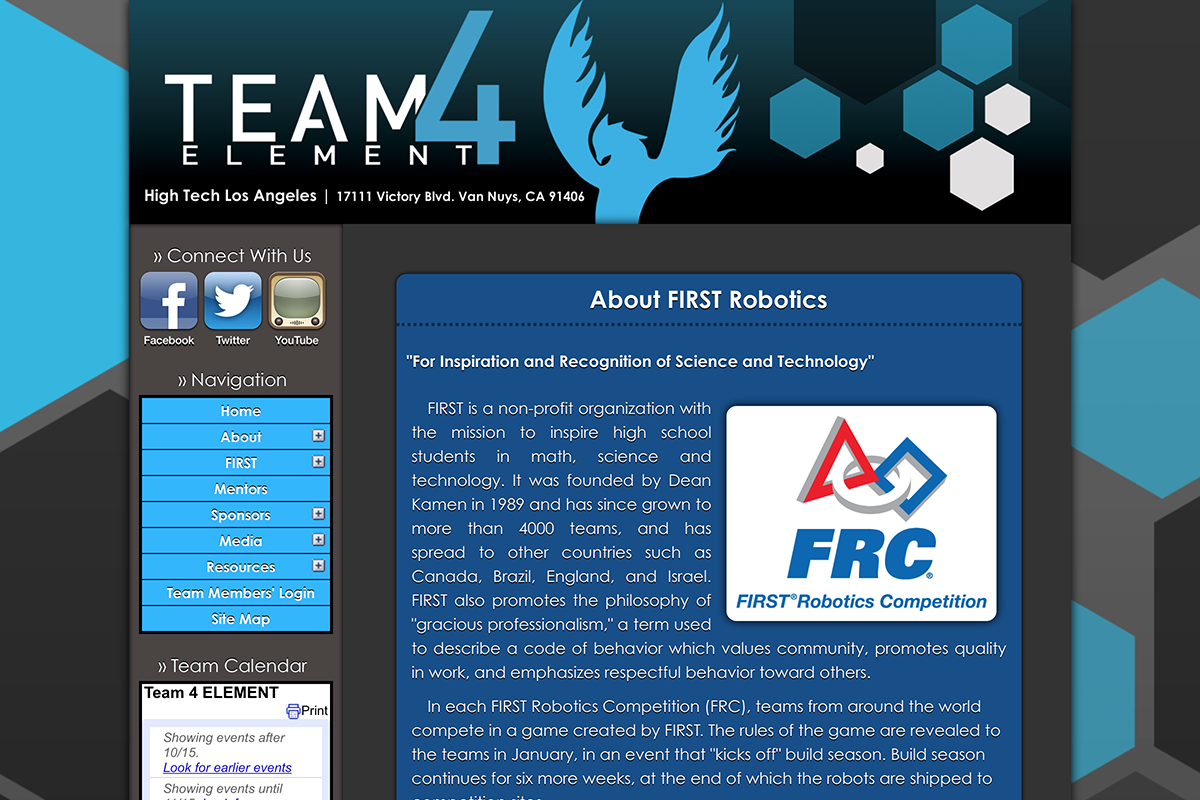 TEAM 4
ELEMENT
High Tech Los Angeles | 17111 Victory Blvd. Van Nuys, CA 91406
» Connect With Us
Facebook Twitter YouTube
» Navigation
Home
About
FIRST
Mentors
Sponsors
Media
Resources
Team Members' Login
Site Map
» Team Calendar
Team 4 ELEMENT
Print
Showing events after
10/15.
Look for earlier events
Showing events until
About FIRST Robotics
"For Inspiration and Recognition of Science and Technology"
FIRST is a non-profit organization with
the mission to inspire high school
students in math, science and
technology. It was founded by Dean
Kamen in 1989 and has since grown to
more than 4000 teams, and has
spread to other countries such as
Canada, Brazil, England, and Israel.
FIRST also promotes the philosophy of
"gracious professionalism," a term used
to describe a code of behavior which values community, promotes quality
in work, and emphasizes respectful behavior toward others.
FRC®
FIRST® Robotics Competition
In each FIRST Robotics Competition (FRC), teams from around the world
compete in a game created by FIRST. The rules of the game are revealed to
the teams in January, in an event that "kicks off" build season. Build season
continues for six more weeks, at the end of which the robots are shipped to